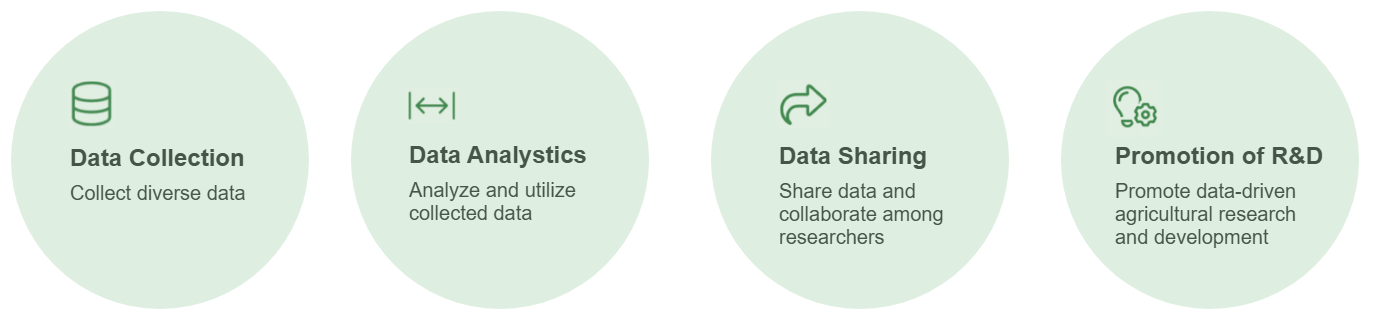 Data Collection
Collect diverse data
Data Analystics
Analyze and utilize
collected data
Data Sharing
Share data and
collaborate among
researchers
Promotion of R&D
Promote data-driven
agricultural research
and development